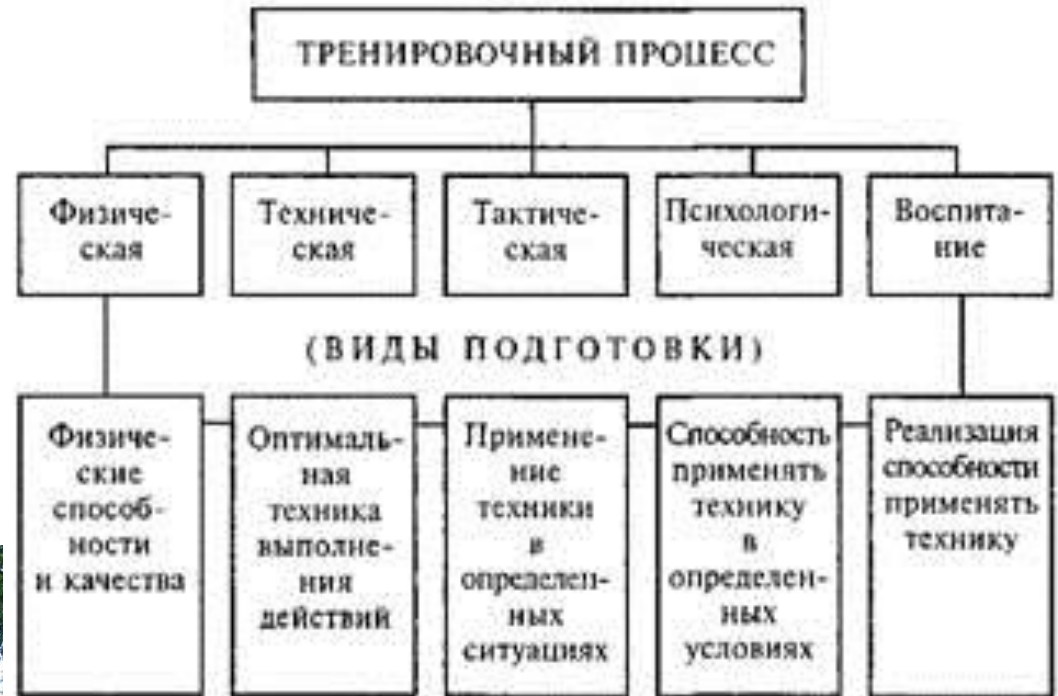 ТРЕНИРОВОЧНЫЙ ПРОЦЕСС
Физиче-
ская
Техниче-
ская
Тактиче-
ская
Психологи-
ческая
Воспита-
ние
(ВИДЫ ПОДГОТОВКИ)
Физиче-
ские
способ-
ности
и качества
Оптималь-
ная
техника
выполне-
ния
действий
Примене-
ние
техники
в
определен-
ных
ситуациях
Способность
применять
технику
в
определен-
ных
условиях
Реализация
способности
применять
технику